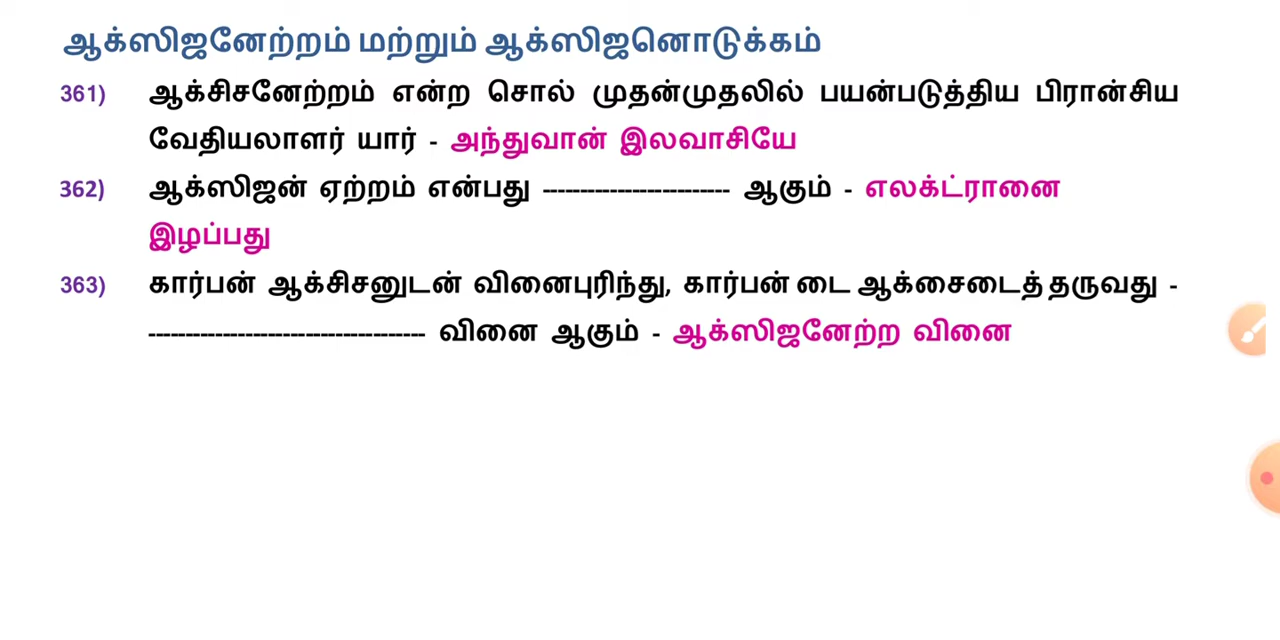 ஆக்ஸிஜனேற்றம் மற்றும் ஆக்ஸிஜனொடுக்கம்
361) ஆக்சிசனேற்றம் என்ற சொல் முதன்முதலில் பயன்படுத்திய பிரான்சிய
வேதியலாளர் யார் - அந்துவான் இலவாசியே
362) ஆக்ஸிஜன் ஏற்றம் என்பது ------------------------- ஆகும் - எலக்ட்ரானை
இழப்பது
363) கார்பன் ஆக்சிசனுடன் வினைபுரிந்து, கார்பன் டை ஆக்சைடைத் தருவது -
------------------------------------- வினை ஆகும் - ஆக்ஸிஜனேற்ற வினை